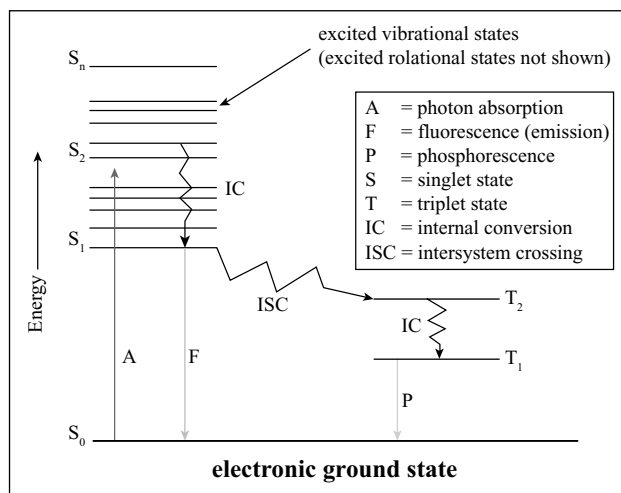 excited vibrational states
(excited rolational states not shown)
Sn
A = photon absorption
F = fluorescence (emission)
P = phosphorescence
S = singlet state
T = triplet state
IC = internal conversion
ISC = intersystem crossing
S2
IC
S1
Energy
ISC
T2
IC
T1
A
F
P
S0
electronic ground state